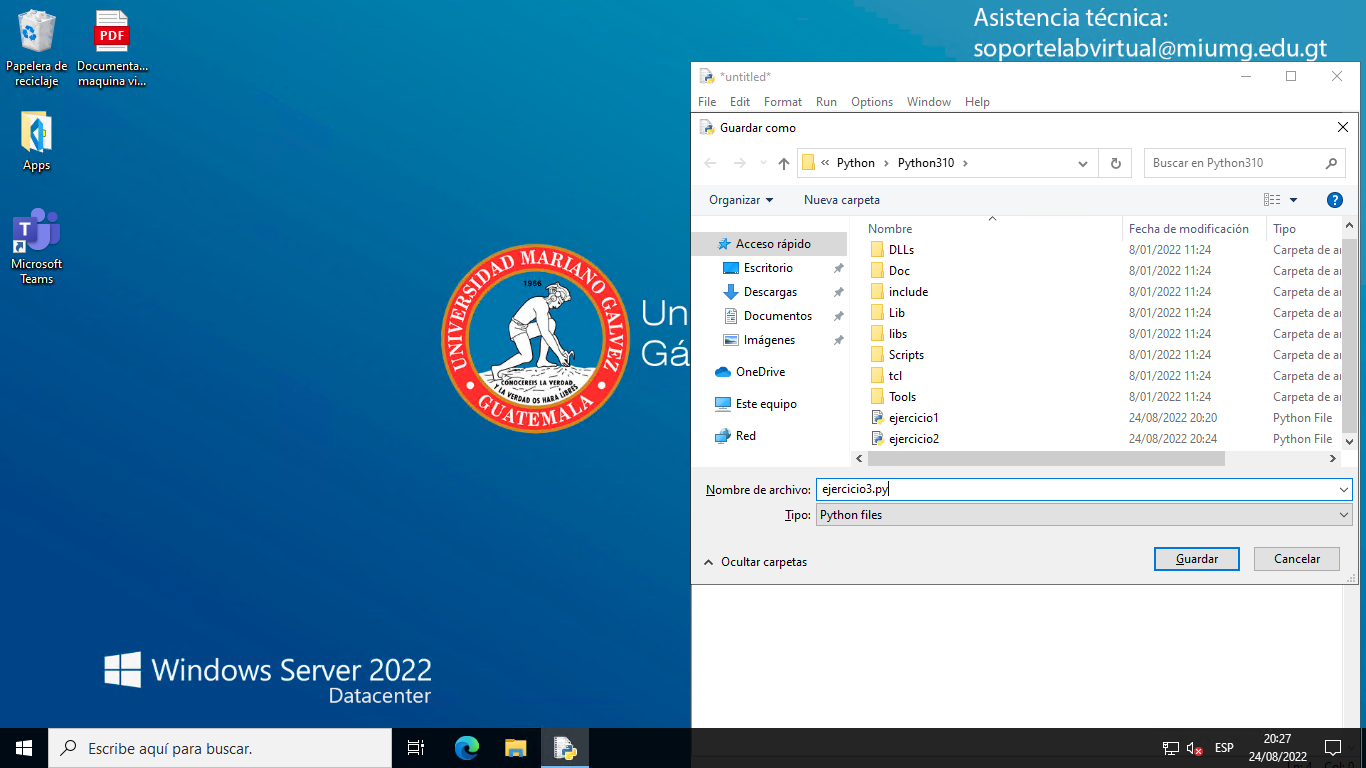 Asistencia técnica:
soportelabvirtual@miumg.edu.gt
Papelera de
reciclaje
PDF
Documenta...
maquina vi...
Apps
T
Microsoft
Teams
UNIVERSIDAD MARIANO GALVEZ
1966
CONOCEREIS LA VERDAD
Y LA VERDAD OS HARA LIBRES
GUATEMALA
Un
Gá
Windows Server 2022
Datacenter
*untitled*
File Edit Format Run Options Window Help
Guardar como
« Python > Python310 >
Buscar en Python310
Organizar Nueva carpeta
?
Nombre Fecha de modificación Tipo
Acceso rápido
Escritorio
Descargas
Documentos
Imágenes
OneDrive
Este equipo
Red
DLLs 8/01/2022 11:24 Carpeta de ar
Doc 8/01/2022 11:24 Carpeta de ar
include 8/01/2022 11:24 Carpeta de ar
Lib 8/01/2022 11:24 Carpeta de ar
libs 8/01/2022 11:24 Carpeta de ar
Scripts 8/01/2022 11:24 Carpeta de ar
tcl 8/01/2022 11:24 Carpeta de ar
Tools 8/01/2022 11:24 Carpeta de ar
ejercicio1 24/08/2022 20:20 Python File
ejercicio2 24/08/2022 20:24 Python File
Nombre de archivo: ejercicio3.py
Tipo: Python files
Ocultar carpetas
Guardar Cancelar
Escribe aquí para buscar.
ESP
20:27
24/08/2022